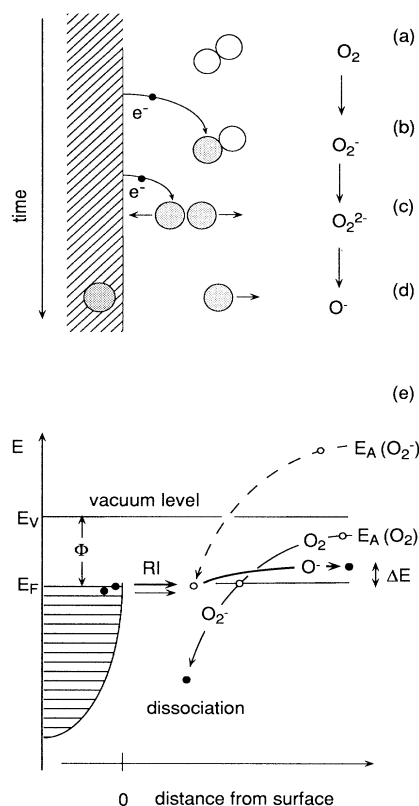 (a)
O₂
e⁻
(b)
O₂⁻
time
e⁻
(c)
O₂²⁻
(d)
O⁻
(e)
E
E_A (O₂⁻)
vacuum level
E_V
Φ
O₂
E_A (O₂)
RI
O⁻
ΔE
E_F
O₂⁻
dissociation
0 distance from surface